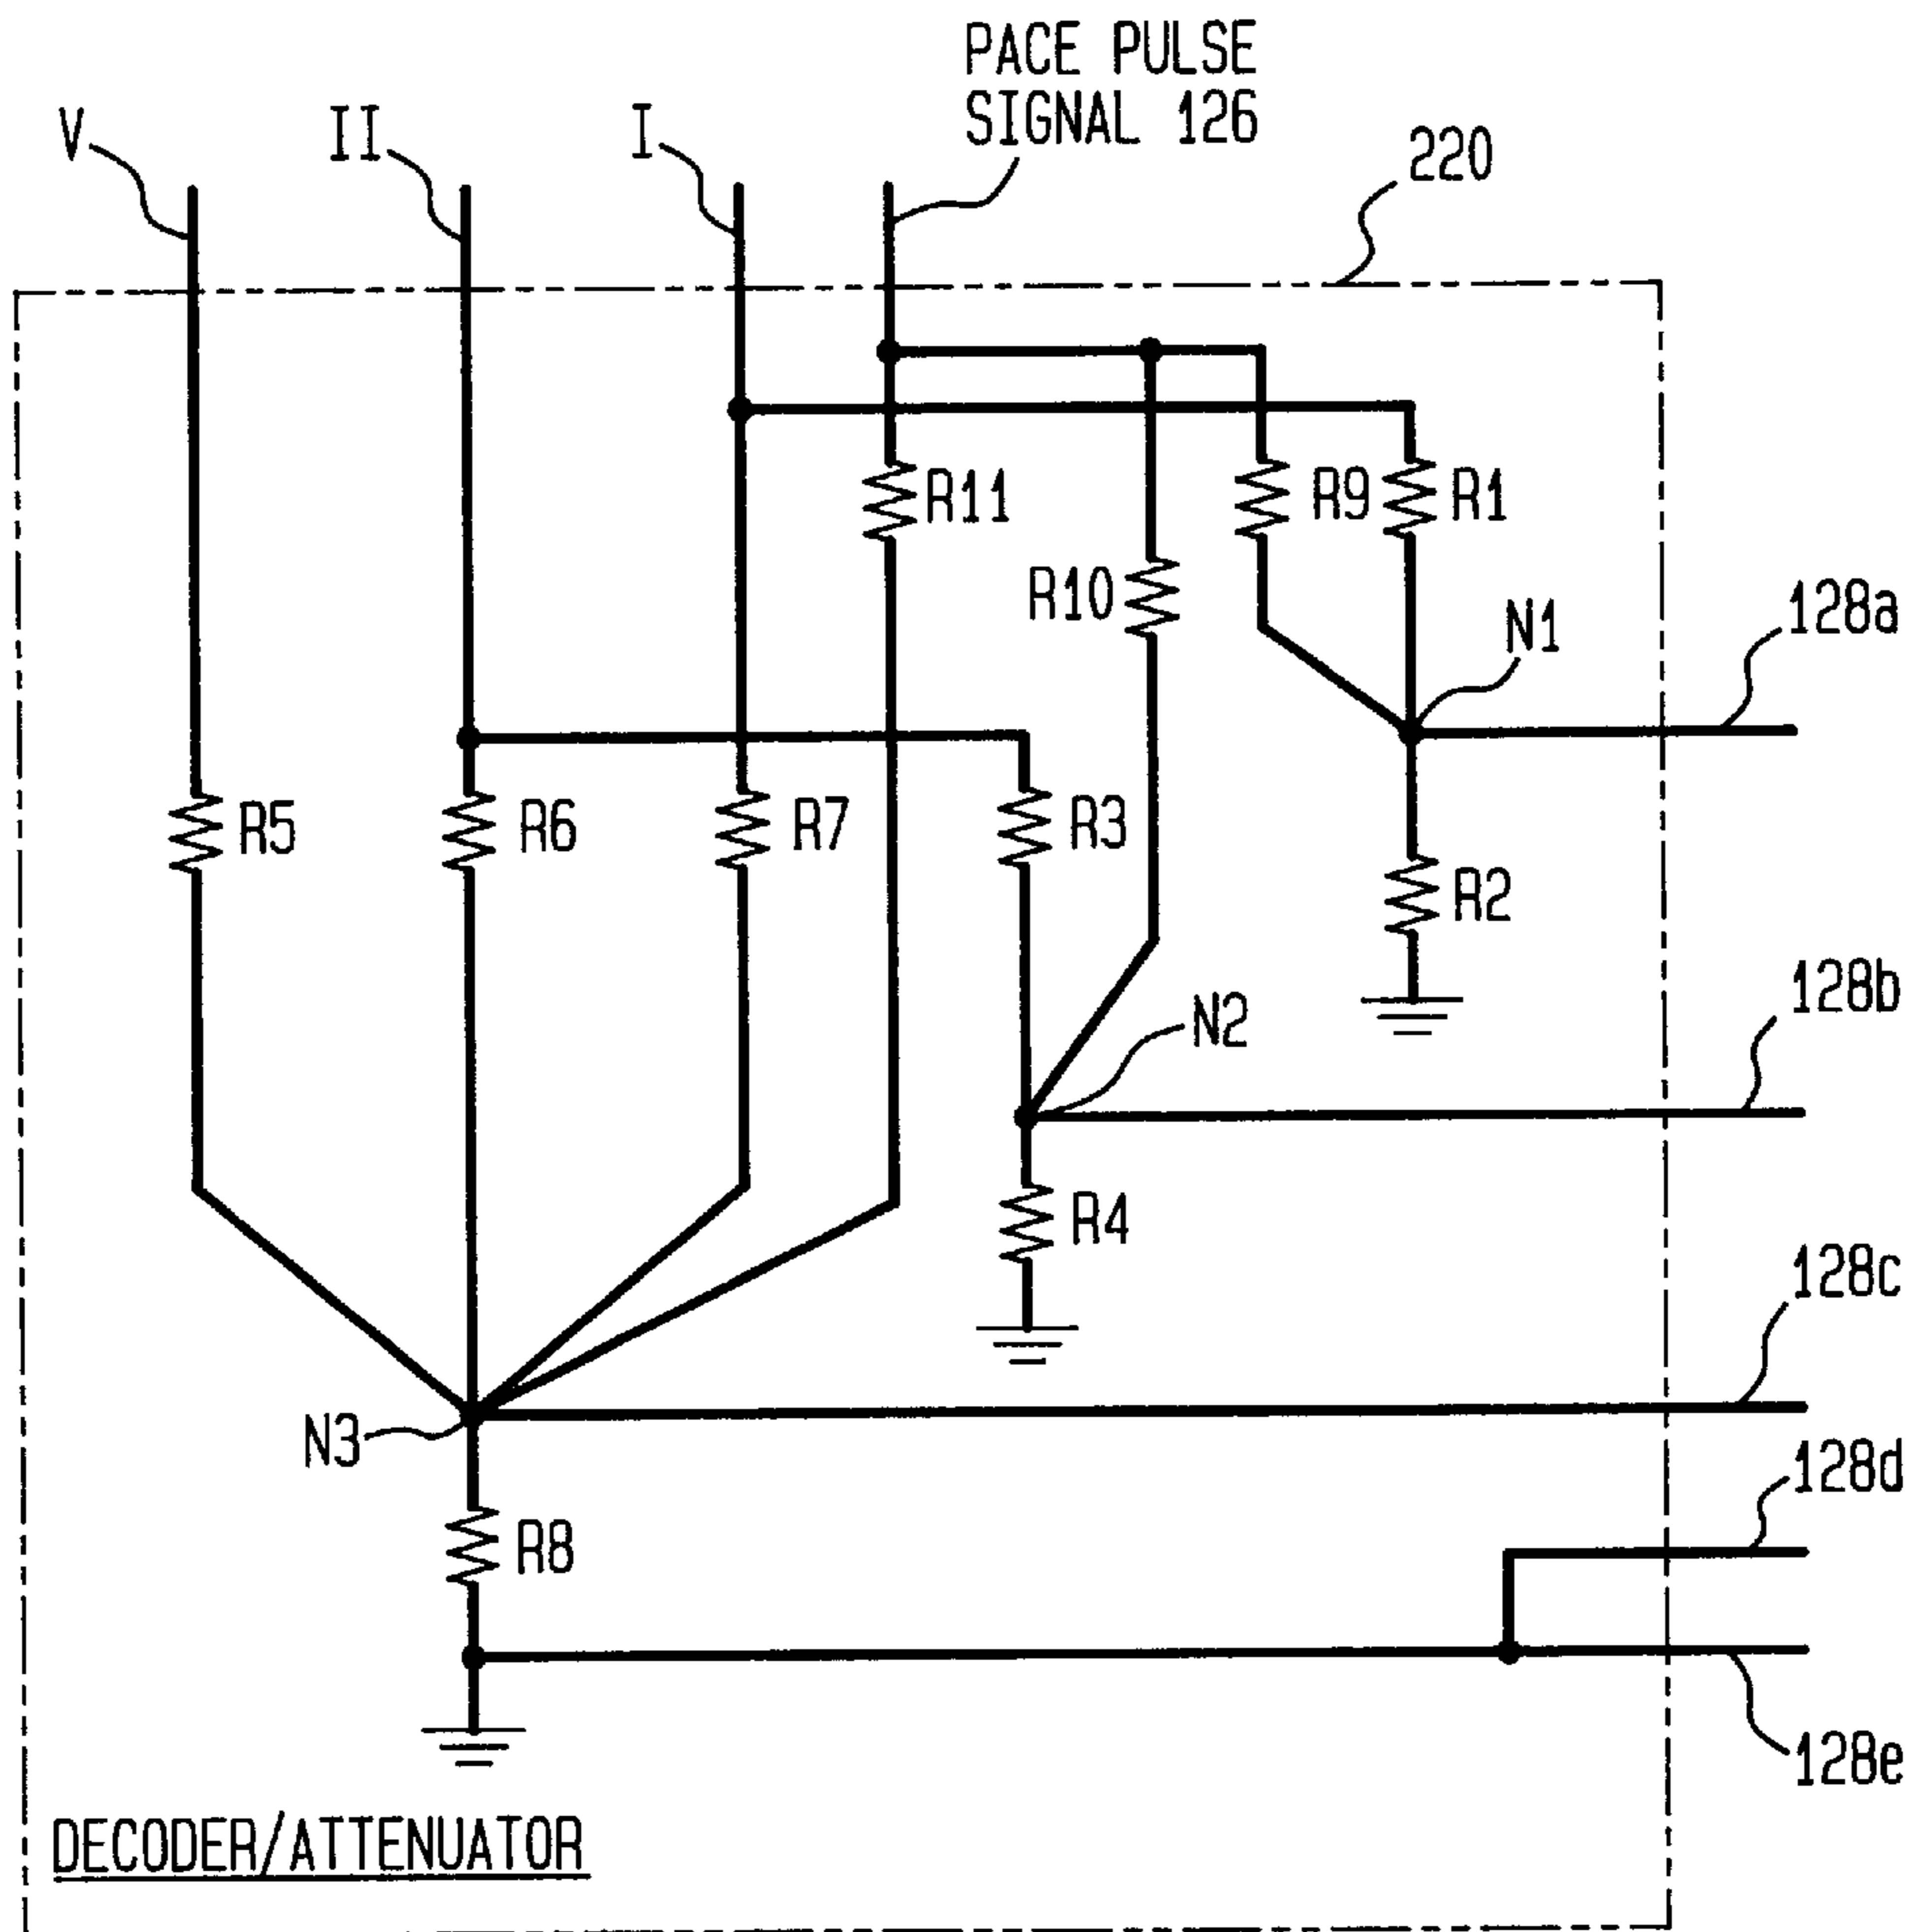 PACE PULSE
SIGNAL 126
V
II
I
220
R11
R9
R1
R10
N1
128a
R5
R6
R7
R3
R2
128b
N2
R4
128c
N3
128d
R8
128e
DECODER/ATTENUATOR